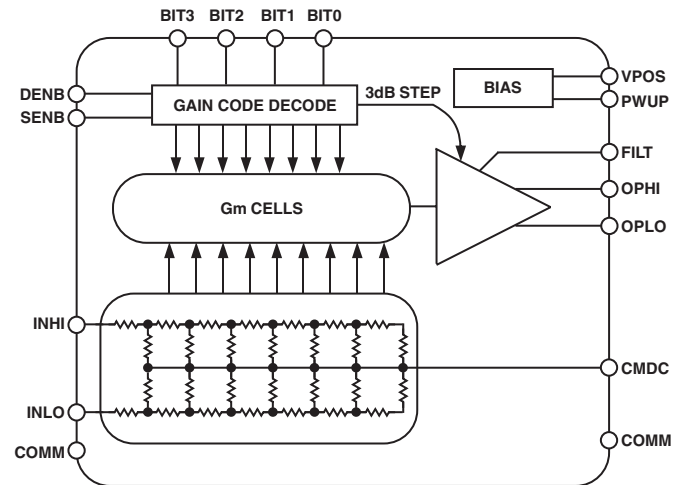 BIT3 BIT2 BIT1 BIT0
DENB
SENB
GAIN CODE DECODE
3dB STEP
BIAS
VPOS
PWUP
FILT
OPHI
OPLO
Gm CELLS
INHI
CMDC
INLO
COMM
COMM